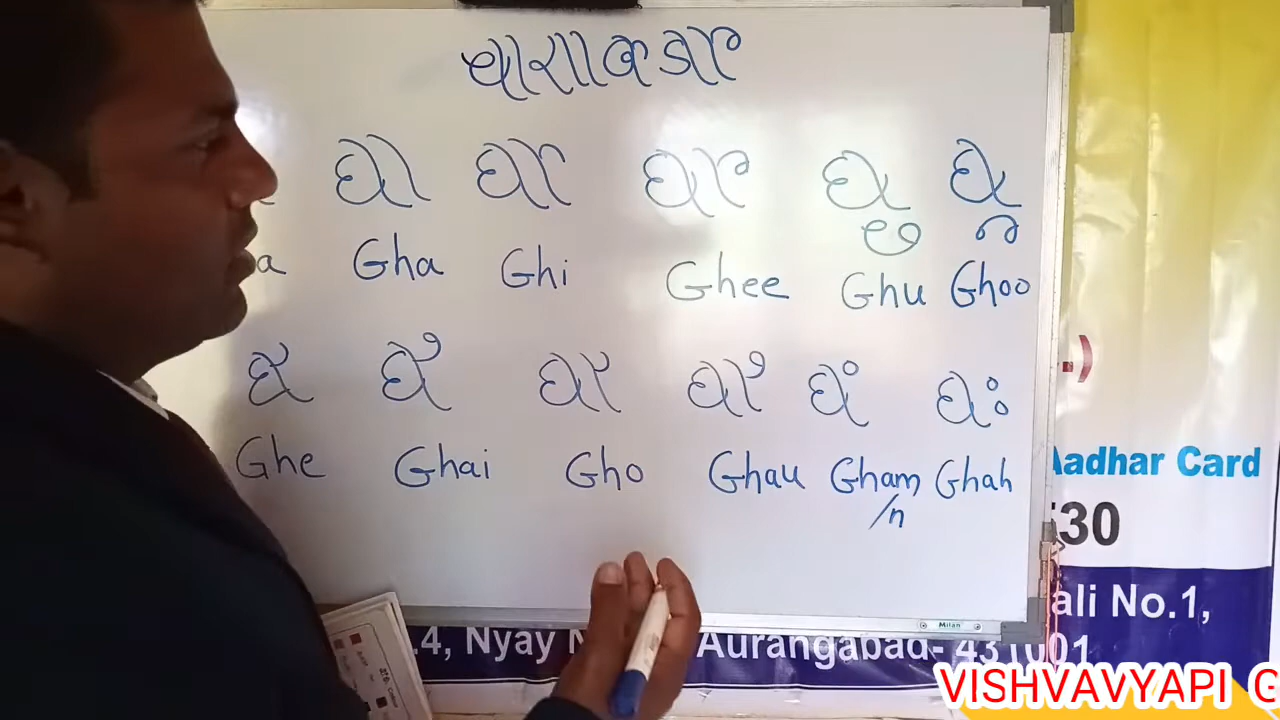 𑘑𑘰 𑘑𑘱 𑘑𑘲 𑘑𑘳 𑘑𑘴
a Gha Ghi Ghee Ghu Ghoo
𑘑𑘹 𑘑𑘺 𑘑𑘻 𑘑𑘼 𑘑𑘽 𑘑𑘾
Ghe Ghai Gho Ghau Gham Ghah
/n
.)
Aadhar Card
30
ali No.1,
.4, Nyay N Aurangabad- 431001
Milan
VISHVAVYAPI G